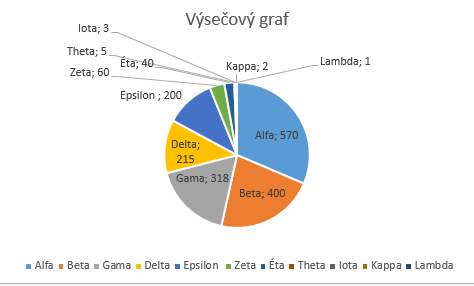 Výsečový graf
Iota; 3
Theta; 5
Éta; 40
Kappa; 2
Lambda; 1
Zeta; 60
Epsilon ; 200
Alfa; 570
Delta;
215
Gama; 318
Beta; 400
Alfa Beta Gama Delta Epsilon Zeta Éta Theta Iota Kappa Lambda